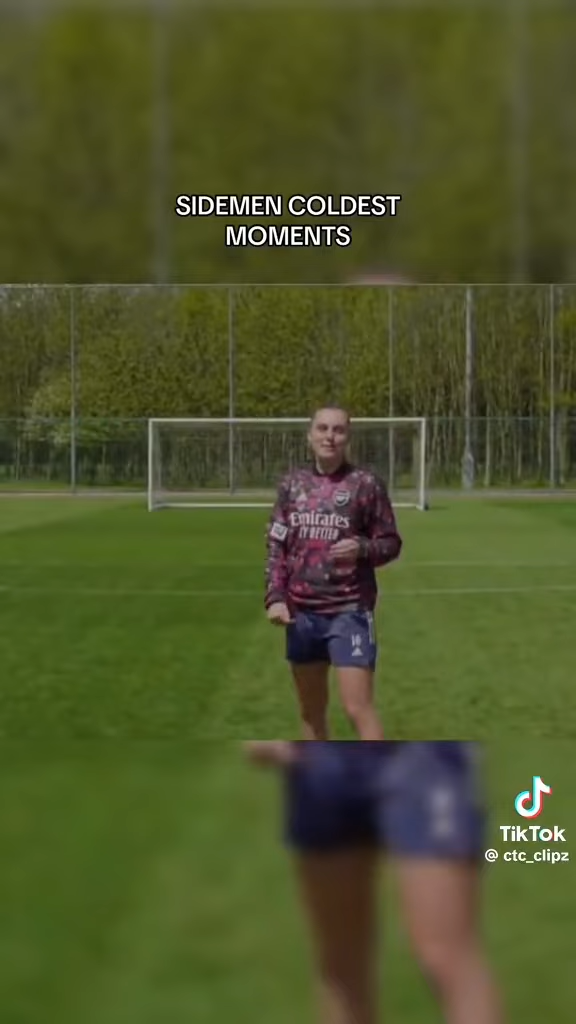 SIDEMEN COLDEST
MOMENTS
Emirates
FLY BETTER
TikTok
@ ctc_clipz